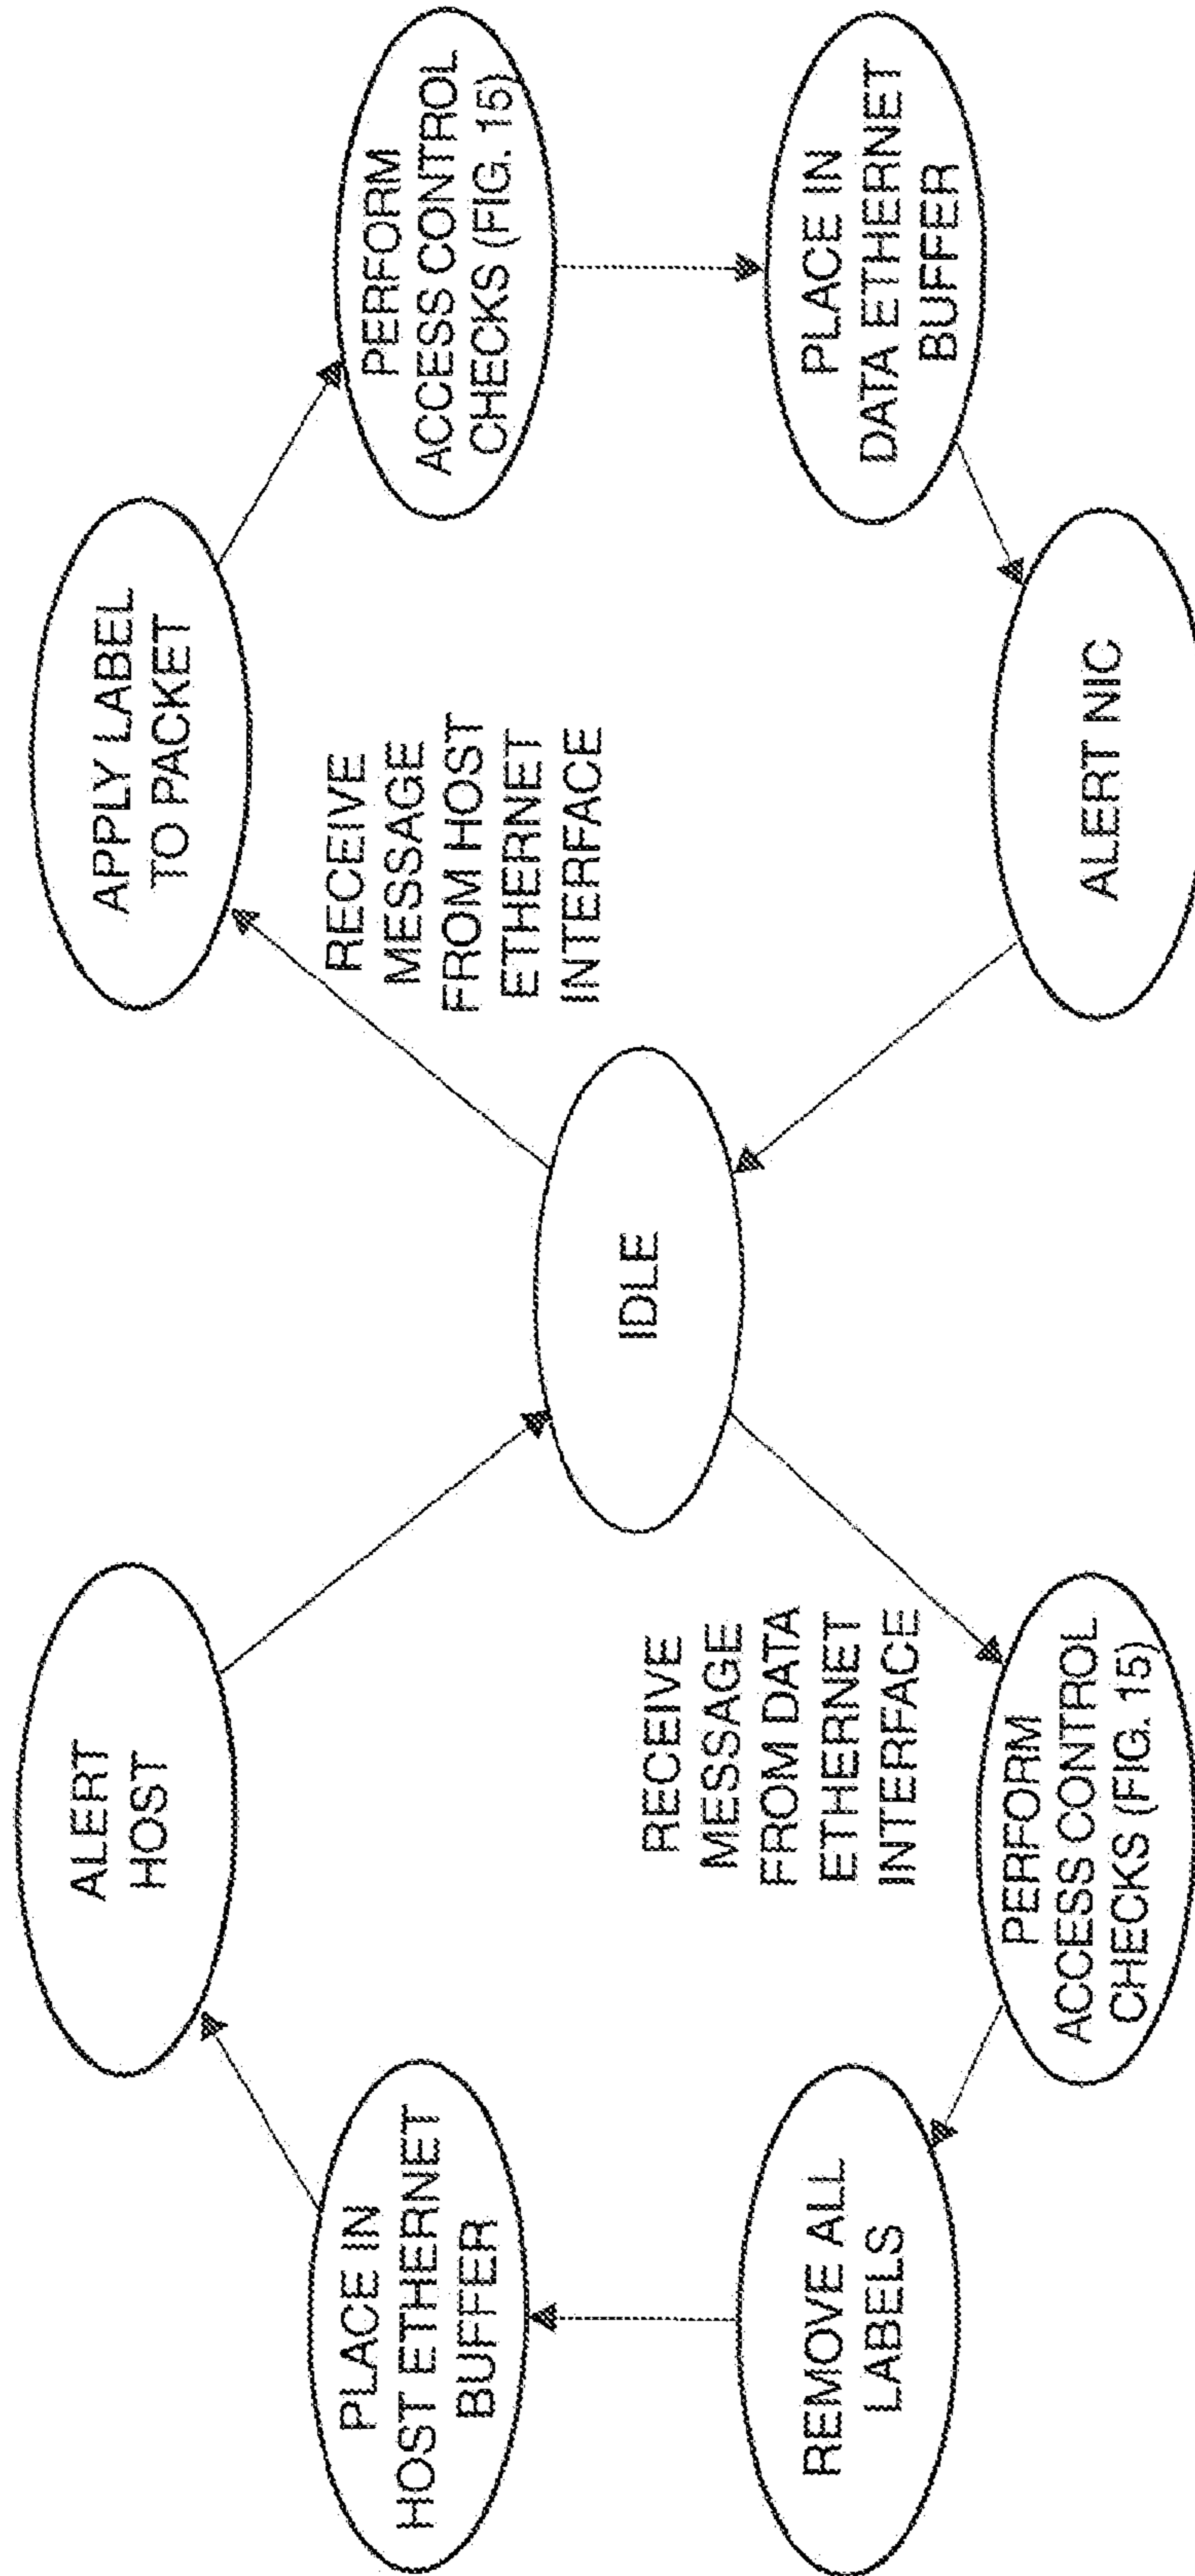 ALERT
HOST
APPLY LABEL
TO PACKET
PLACE IN
HOST ETHERNET
BUFFER
RECEIVE
MESSAGE
FROM HOST
ETHERNET
INTERFACE
PERFORM
ACCESS CONTROL
CHECKS (FIG. 15)
IDLE
REMOVE ALL
LABELS
RECEIVE
MESSAGE
FROM DATA
ETHERNET
INTERFACE
PLACE IN
DATA ETHERNET
BUFFER
PERFORM
ACCESS CONTROL
CHECKS (FIG. 15)
ALERT NIC